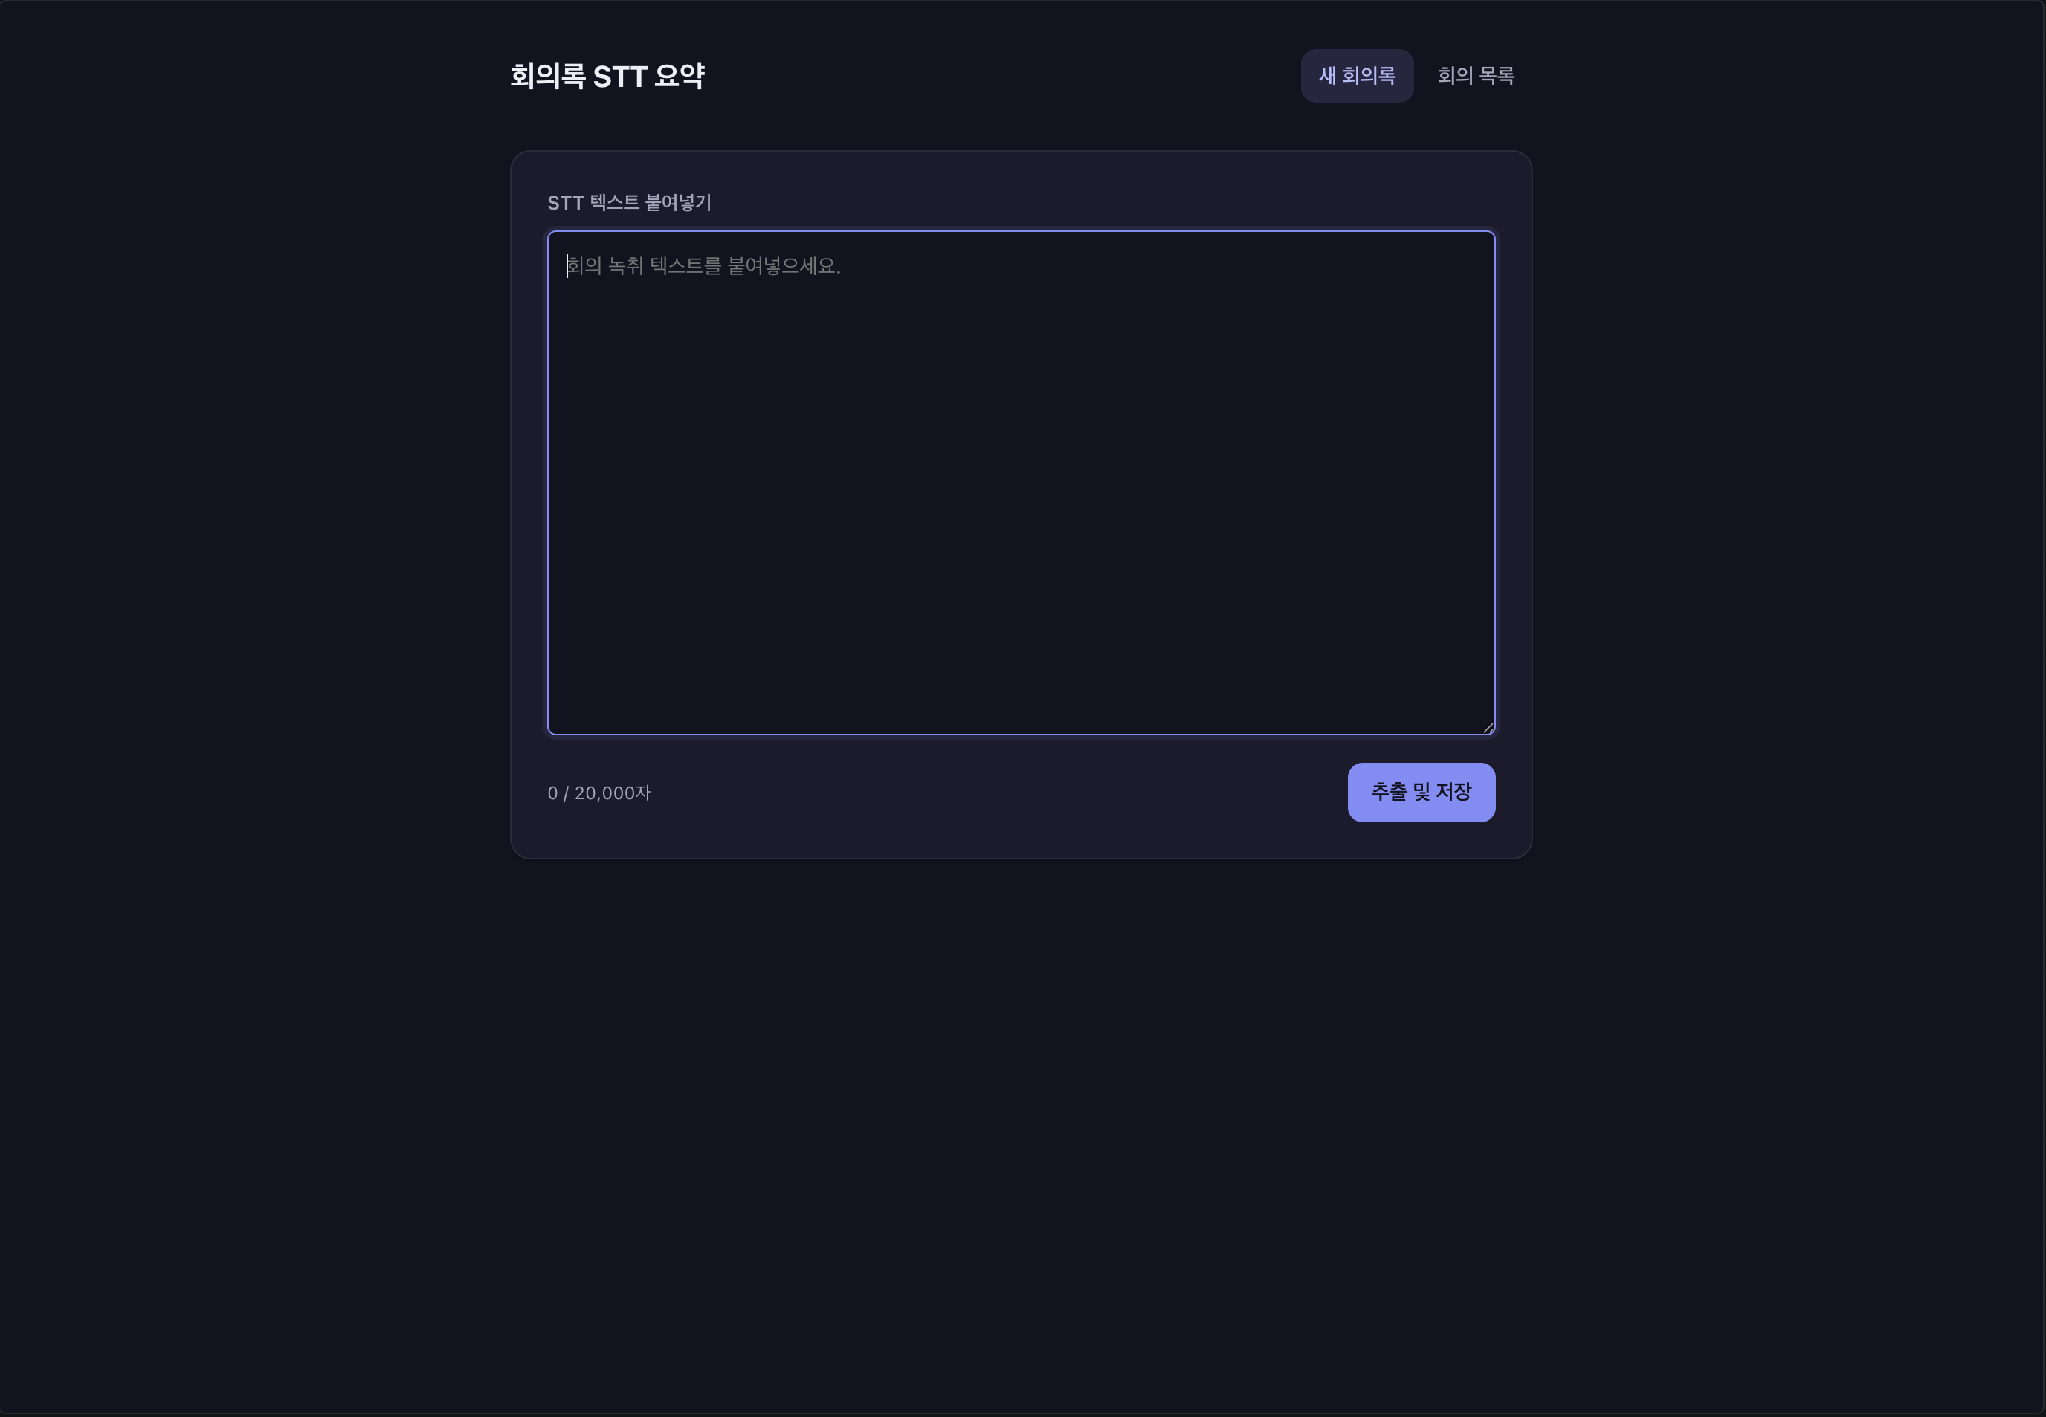 회의록 STT 요약
새 회의록
회의 목록
STT 텍스트 붙여넣기
회의 녹취 텍스트를 붙여넣으세요.
0 / 20,000자
추출 및 저장